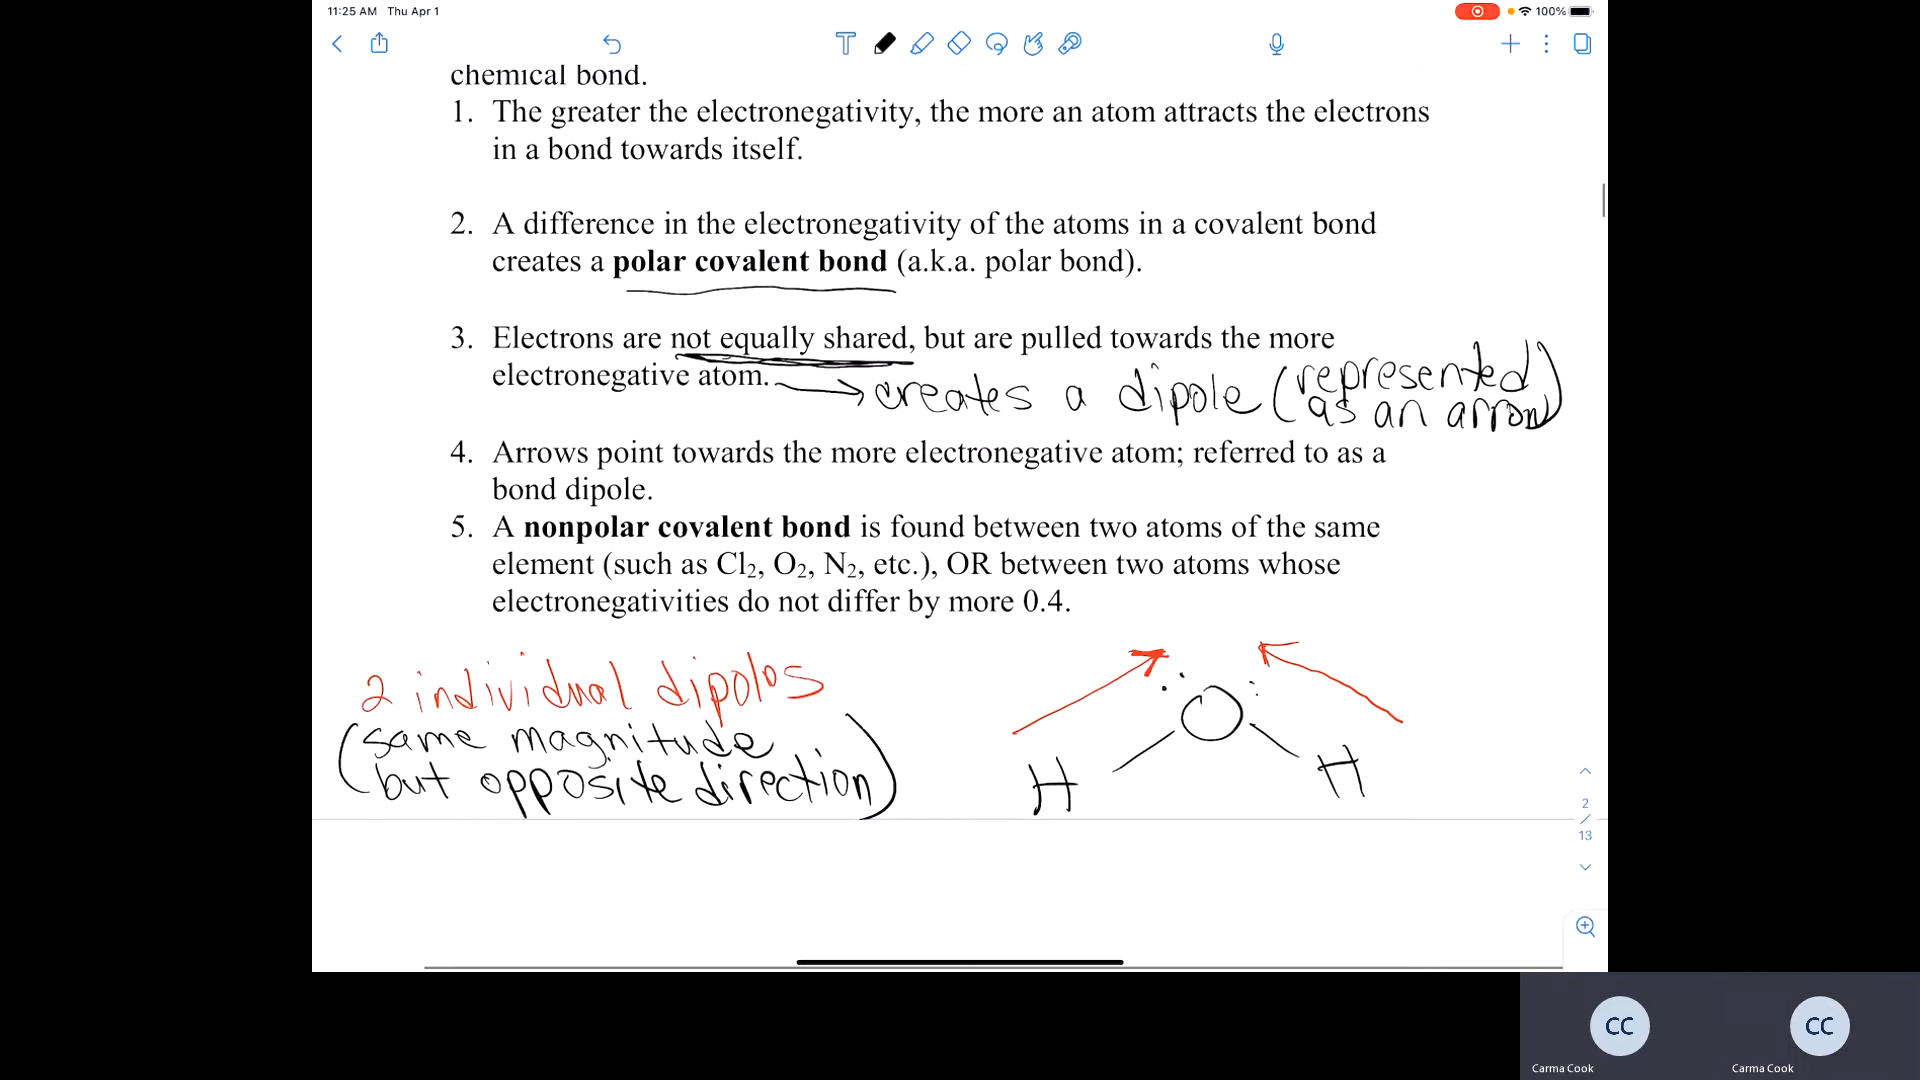 11:25 AM Thu Apr 1
100%
T
chemical bond.
1. The greater the electronegativity, the more an atom attracts the electrons
in a bond towards itself.
2. A difference in the electronegativity of the atoms in a covalent bond
creates a polar covalent bond (a.k.a. polar bond).
3. Electrons are not equally shared, but are pulled towards the more
electronegative atom.
creates a dipole (represented
as an arrow)
4. Arrows point towards the more electronegative atom; referred to as a
bond dipole.
5. A nonpolar covalent bond is found between two atoms of the same
element (such as Cl₂, O₂, N₂, etc.), OR between two atoms whose
electronegativities do not differ by more 0.4.
2 individual dipoles
(same magnitude
but opposite direction)
O
H
H
2
/
13
CC
CC
Carma Cook
Carma Cook